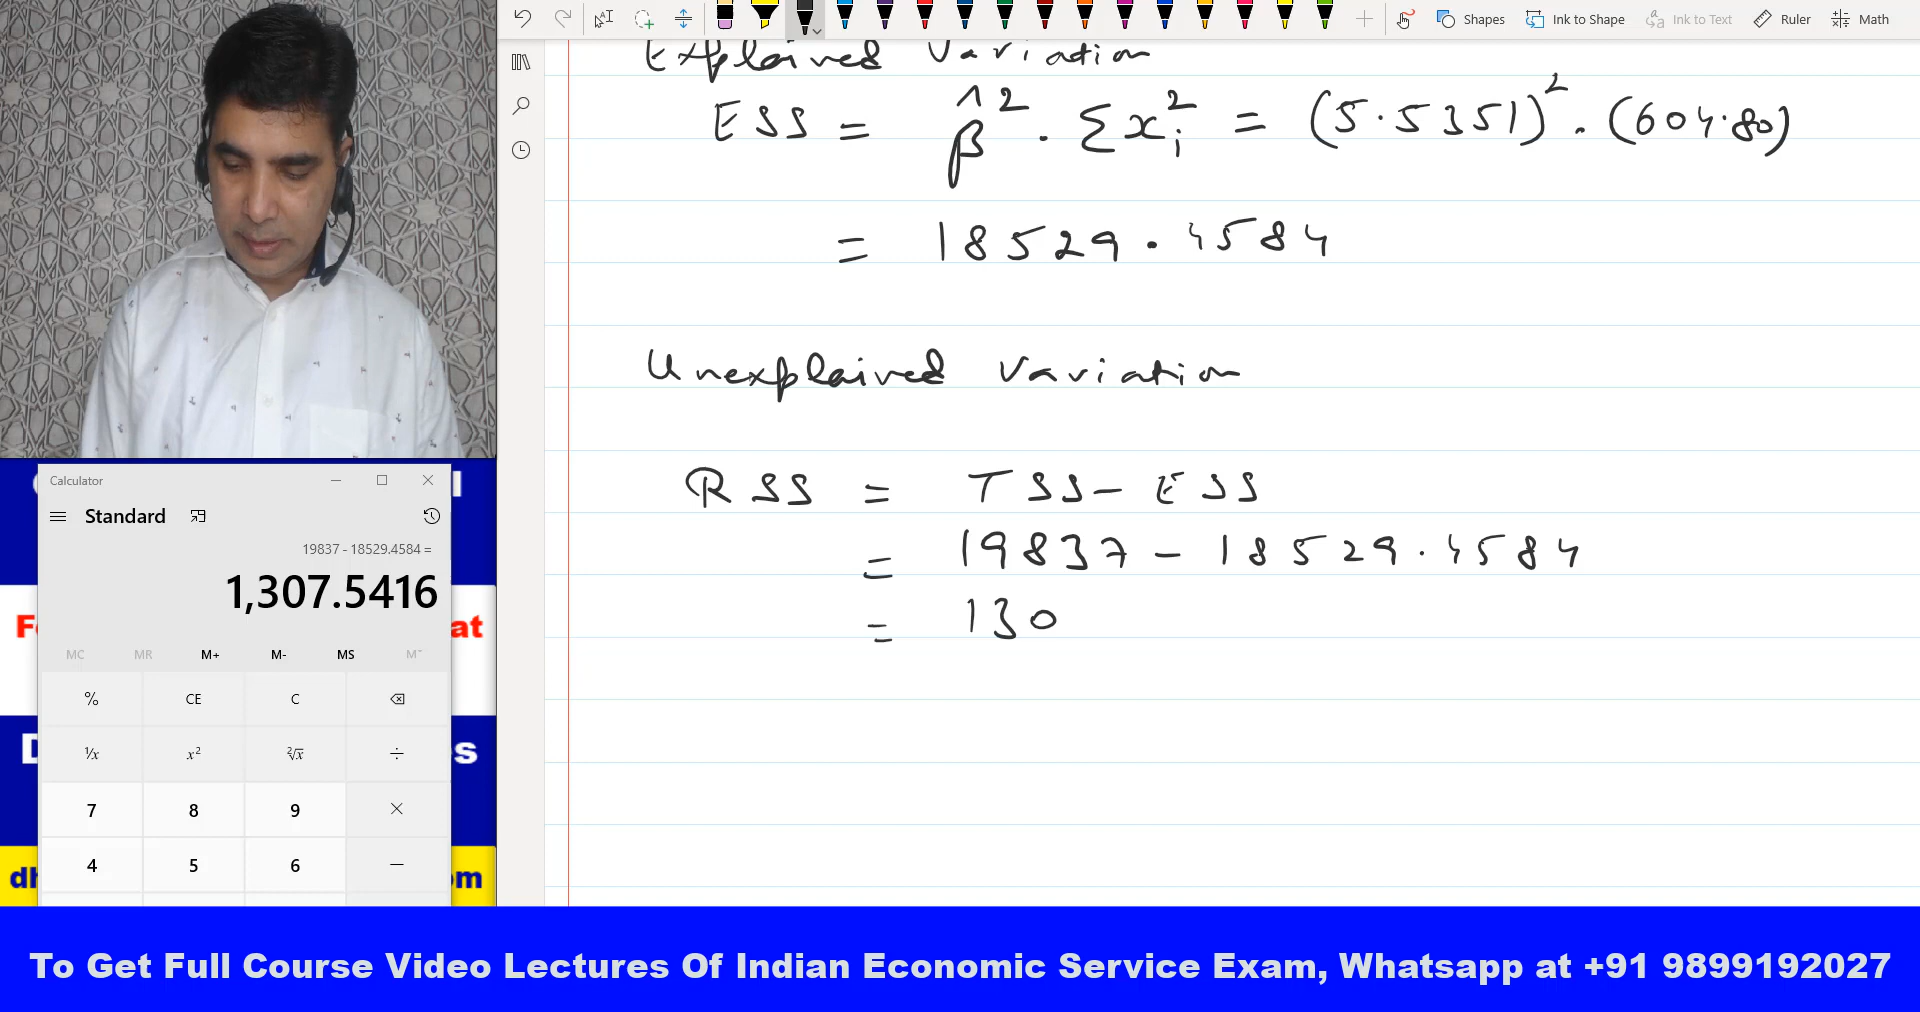 Shapes Ink to Shape Ink to Text Ruler Math
Explained Variation
ESS = β̂² . Σxᵢ² = (5.5351)² . (604.80)
= 18529.4584
Unexplained Variation
RSS = TSS - ESS
= 19837 - 18529.4584
= 130
Calculator
Standard
19837 - 18529.4584 =
1,307.5416
MC MR M+ M- MS
% CE C
¹/x x² ²√x ÷
7 8 9 ×
4 5 6 −
at
s
dh
om
To Get Full Course Video Lectures Of Indian Economic Service Exam, Whatsapp at +91 9899192027